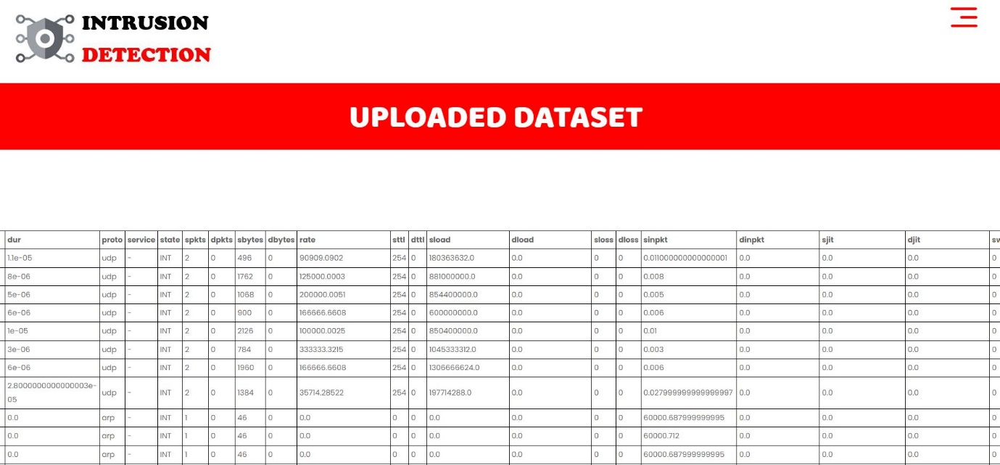 INTRUSION
DETECTION
UPLOADED DATASET
dur proto service state spkts dpkts sbytes dbytes rate sttl dttl sload dload sloss dloss sinpkt dinpkt sjit djit sw
1.1e-05 udp - INT 2 0 496 0 90909.0902 254 0 180363632.0 0.0 0 0 0.011000000000000001 0.0 0.0 0.0 0
8e-06 udp - INT 2 0 1762 0 125000.0003 254 0 881000000.0 0.0 0 0 0.008 0.0 0.0 0.0 0
5e-06 udp - INT 2 0 1068 0 200000.0051 254 0 854400000.0 0.0 0 0 0.005 0.0 0.0 0.0 0
6e-06 udp - INT 2 0 900 0 166666.6608 254 0 600000000.0 0.0 0 0 0.006 0.0 0.0 0.0 0
1e-05 udp - INT 2 0 2126 0 100000.0025 254 0 850400000.0 0.0 0 0 0.01 0.0 0.0 0.0 0
3e-06 udp - INT 2 0 784 0 333333.3215 254 0 1045333312.0 0.0 0 0 0.003 0.0 0.0 0.0 0
6e-06 udp - INT 2 0 1960 0 166666.6608 254 0 1306666624.0 0.0 0 0 0.006 0.0 0.0 0.0 0
2.8000000000000003e-
05 udp - INT 2 0 1384 0 35714.28522 254 0 197714288.0 0.0 0 0 0.027999999999999997 0.0 0.0 0.0 0
0.0 arp - INT 1 0 46 0 0.0 0 0 0.0 0.0 0 0 60000.687999999995 0.0 0.0 0.0 0
0.0 arp - INT 1 0 46 0 0.0 0 0 0.0 0.0 0 0 60000.712 0.0 0.0 0.0 0
0.0 arp - INT 1 0 46 0 0.0 0 0 0.0 0.0 0 0 60000.687999999995 0.0 0.0 0.0 0